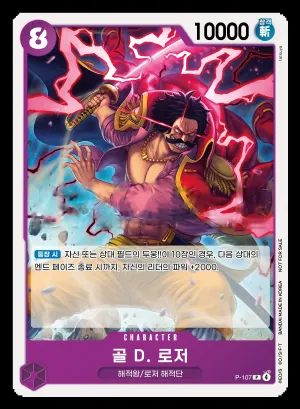 8
10000
참격
斬
등장 시 자신 또는 상대 필드의 두웅!!이 10장인 경우, 다음 상대의
엔드 페이즈 종료 시까지, 자신의 리더의 파워 +2000.
CHARACTER
골 D. 로저
해적왕/로저 해적단
P-107 P
BANDAI MADE IN KOREA NOT FOR SALE